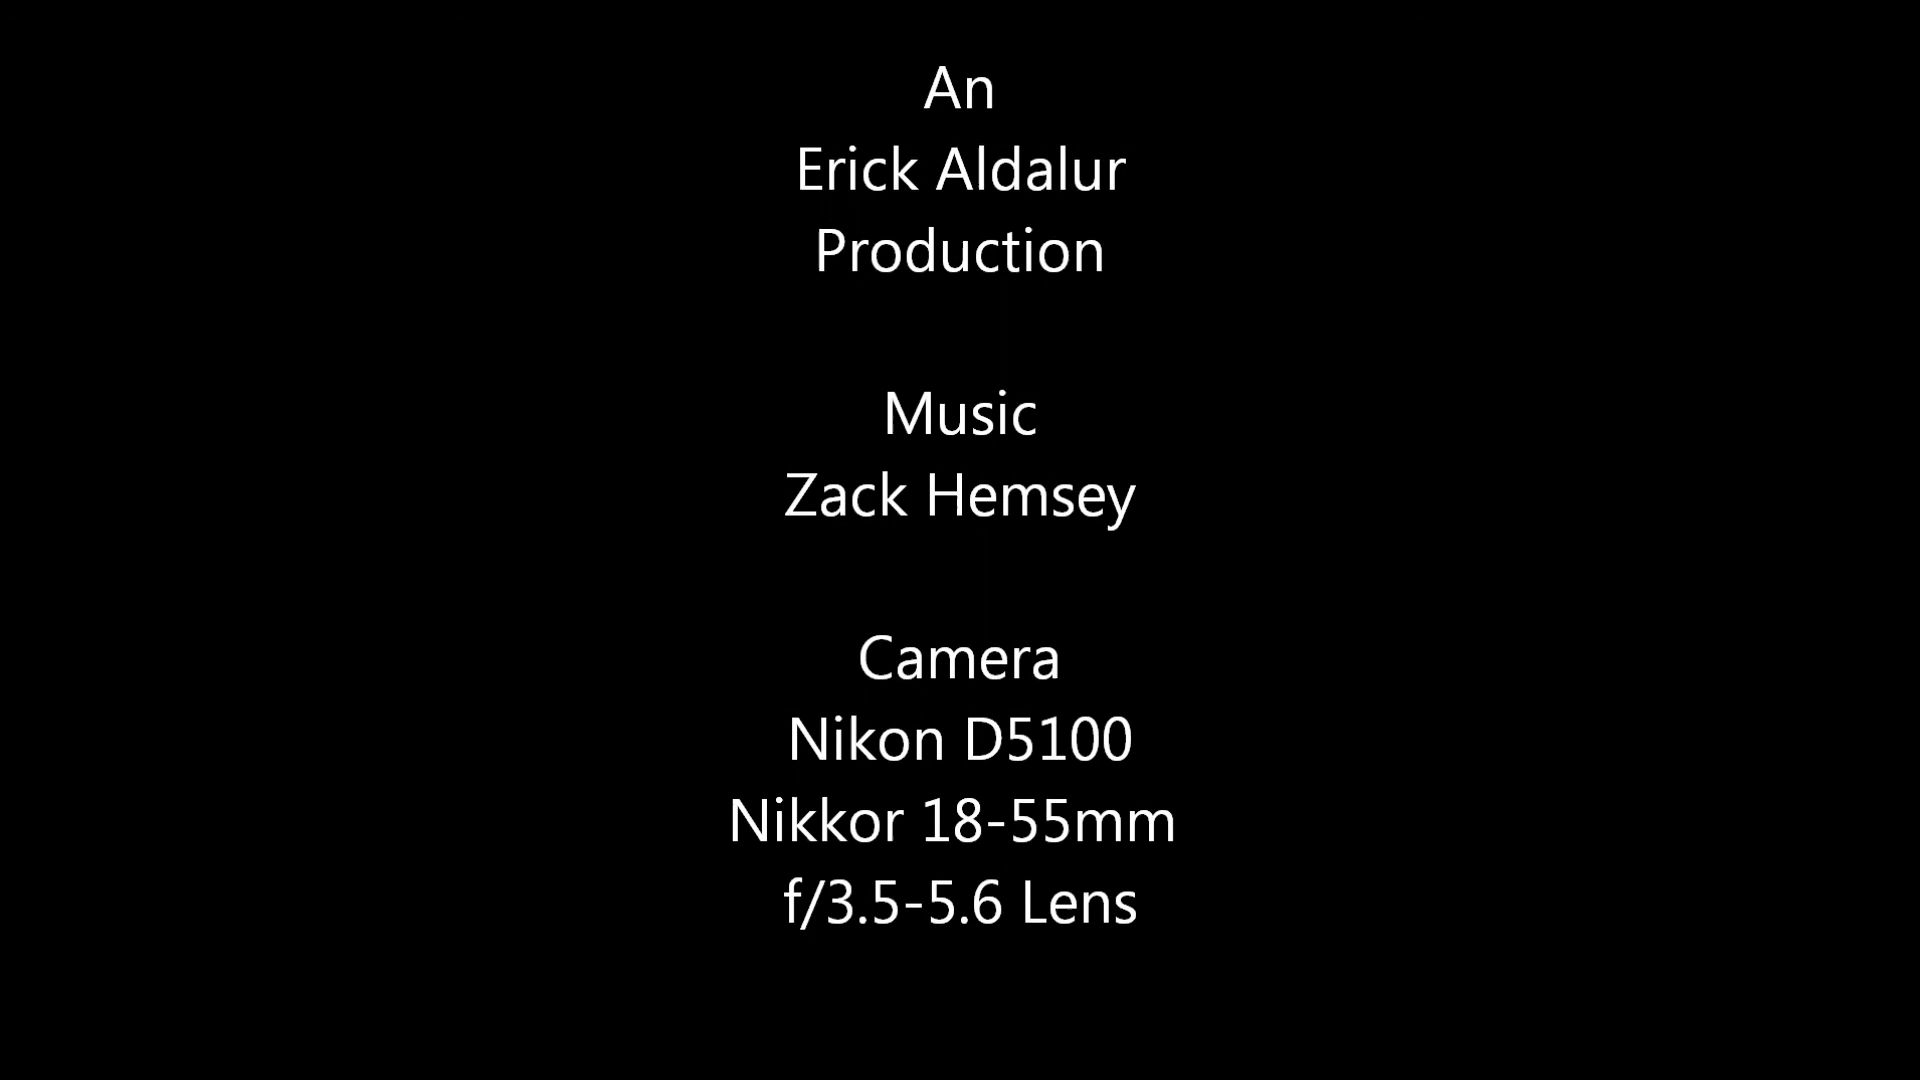 An
Erick Aldalur
Production
Music
Zack Hemsey
Camera
Nikon D5100
Nikkor 18-55mm
f/3.5-5.6 Lens